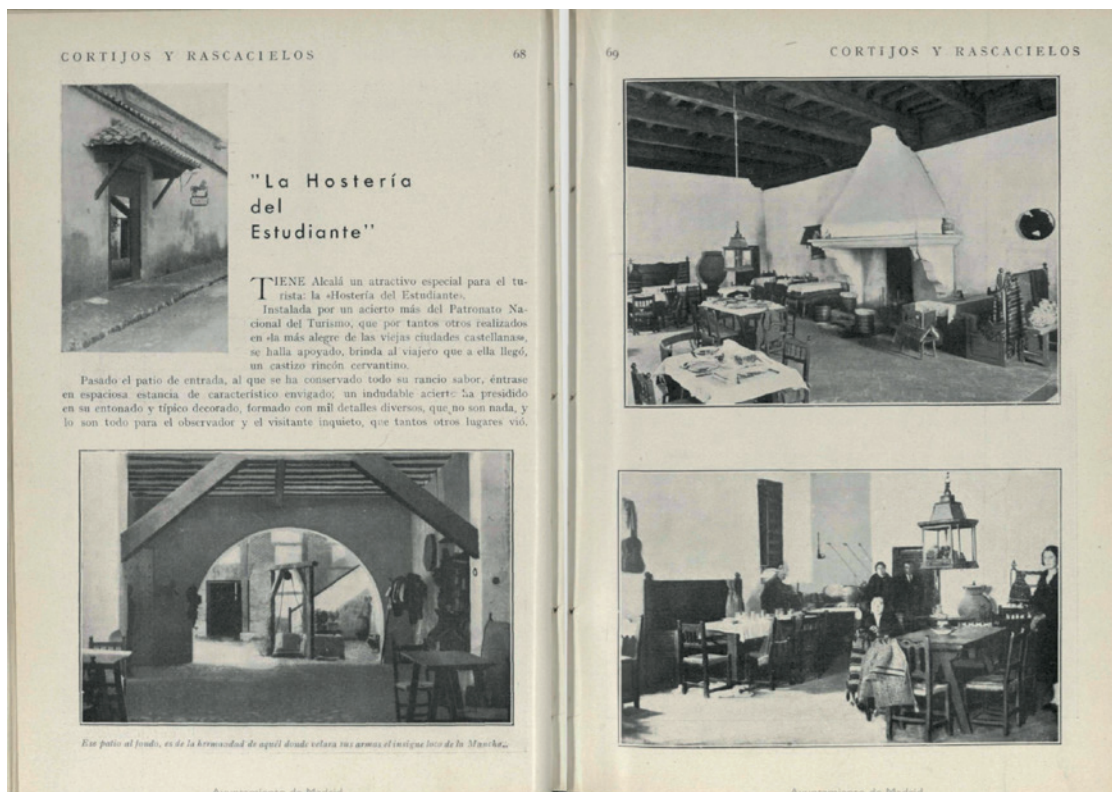 CORTIJOS Y RASCACIELOS 68
"La Hostería
del
Estudiante"
TIENE Alcalá un atractivo especial para el tu-
rista: la «Hostería del Estudiante».
Instalada por un acierto más del Patronato Na-
cional del Turismo, que por tantos otros realizados
en «la más alegre de las viejas ciudades castellanas»,
se halla apoyado, brinda al viajero que a ella llegó,
un castizo rincón cervantino.
Pasado el patio de entrada, al que se ha conservado todo su rancio sabor, éntrase
en espaciosa estancia de característico envigado; un indudable acierto ha presidido
en su entonado y típico decorado, formado con mil detalles diversos, que no son nada, y
lo son todo para el observador y el visitante inquieto, que tantos otros lugares vió.
Ese patio al fondo, es de la hermandad de aquél donde velara sus armas el insigne loco de la Mancha...
Ayuntamiento de Madrid
69 CORTIJOS Y RASCACIELOS
Ayuntamiento de Madrid